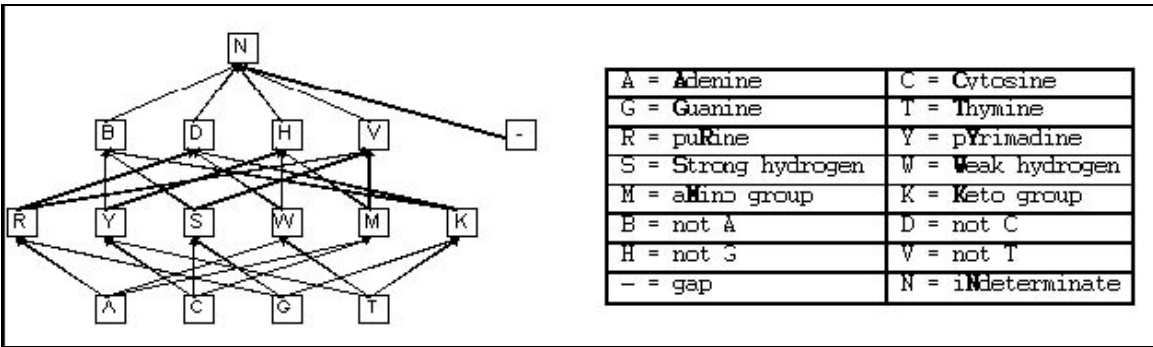 N
B D H V -
R Y S W M K
A C G T
A = Adenine C = Cytosine
G = Guanine T = Thymine
R = puRine Y = pYrimadine
S = Strong hydrogen W = Weak hydrogen
M = aMino group K = Keto group
B = not A D = not C
H = not G V = not T
- = gap N = iNdeterminate